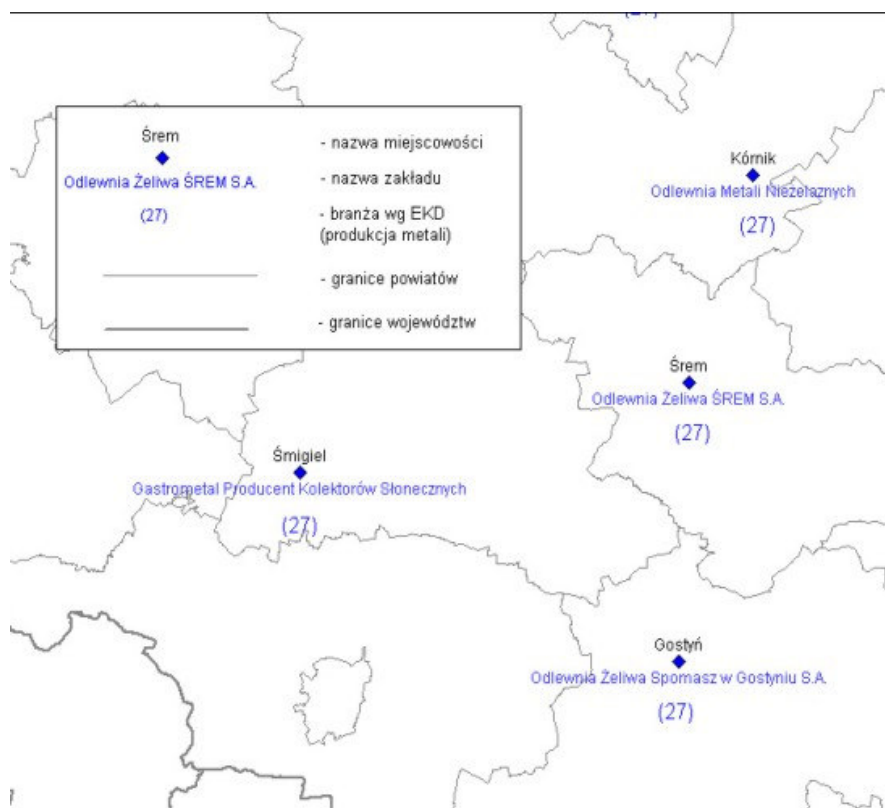 (27)
Śrem
- nazwa miejscowości
Odlewnia Żeliwa ŚREM S.A.
- nazwa zakładu
(27)
- branża wg EKD
(produkcja metali)
- granice powiatów
- granice województw
Kórnik
Odlewnia Metali Nieżelaznych
(27)
Śrem
Odlewnia Żeliwa ŚREM S.A.
(27)
Śmigiel
Gastrometal Producent Kolektorów Słonecznych
(27)
Gostyń
Odlewnia Żeliwa Spomasz w Gostyniu S.A.
(27)